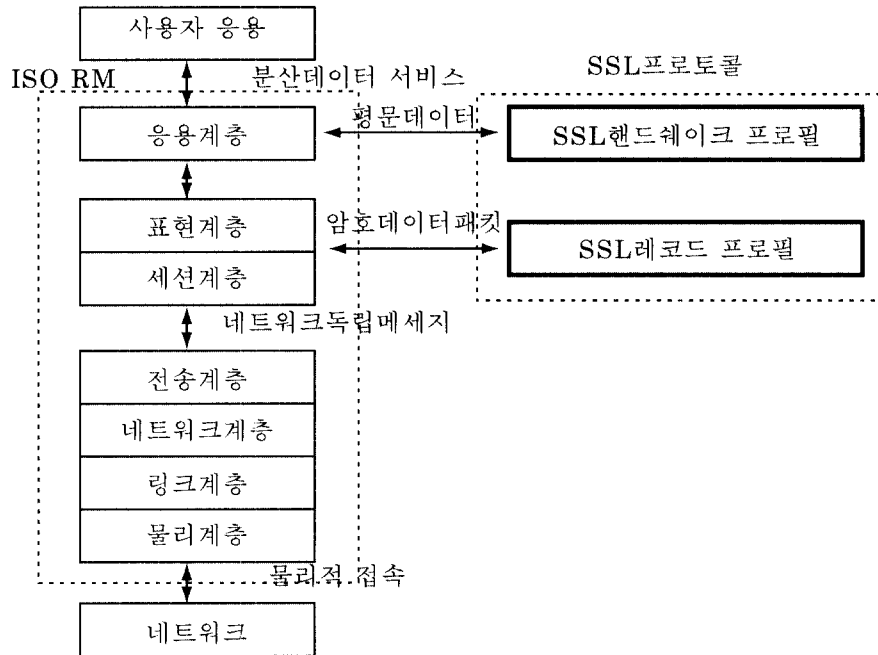 사용자 응용
ISO RM
분산데이터 서비스
SSL프로토콜
응용계층
평문데이터
SSL핸드쉐이크 프로필
표현계층
암호데이터패킷
SSL레코드 프로필
세션계층
네트워크독립메세지
전송계층
네트워크계층
링크계층
물리계층
물리적 접속
네트워크